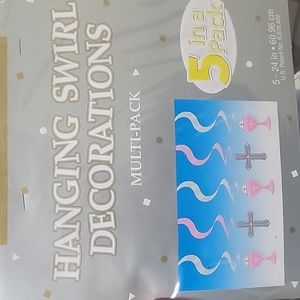 HANGING SWIRL
DECORATIONS
MULTI-PACK
5 in a
Pack
5 - 24 in • 60.96 cm